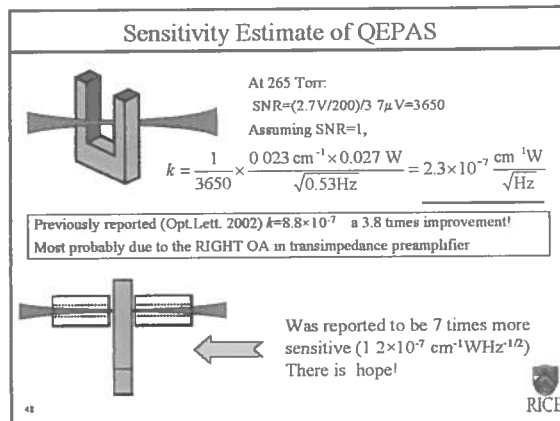 Sensitivity Estimate of QEPAS
At 265 Torr:
SNR=(2.7V/200)/3 7μV=3650
Assuming SNR=1,
k = 1/3650 × 0 023 cm⁻¹×0.027 W/√0.53Hz = 2.3×10⁻⁷ cm ¹W/√Hz
Previously reported (Opt.Lett. 2002) k=8.8×10⁻⁷ a 3.8 times improvement!
Most probably due to the RIGHT OA in transimpedance preamplifier
Was reported to be 7 times more
sensitive (1 2×10⁻⁷ cm⁻¹WHz⁻¹/²)
There is hope!
48
RICE